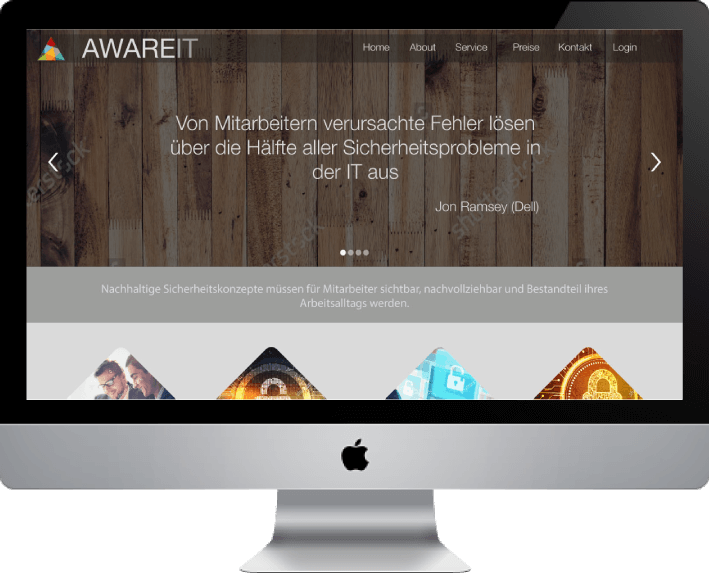 AWAREIT
Home About Service Preise Kontakt Login
Von Mitarbeitern verursachte Fehler lösen
über die Hälfte aller Sicherheitsprobleme in
der IT aus
Jon Ramsey (Dell)
Nachhaltige Sicherheitskonzepte müssen für Mitarbeiter sichtbar, nachvollziehbar und Bestandteil ihres
Arbeitsalltags werden.